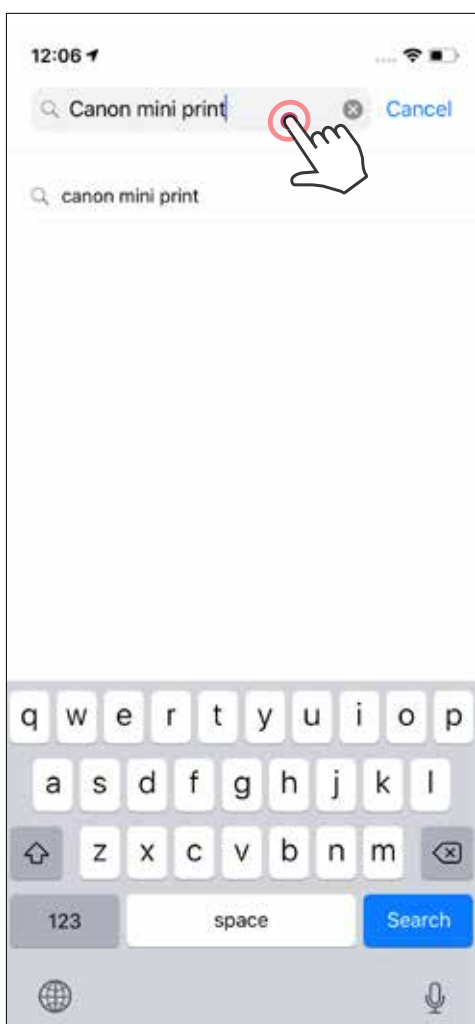 12:06
Canon mini print Cancel
canon mini print
q w e r t y u i o p
a s d f g h j k l
z x c v b n m
123 space Search